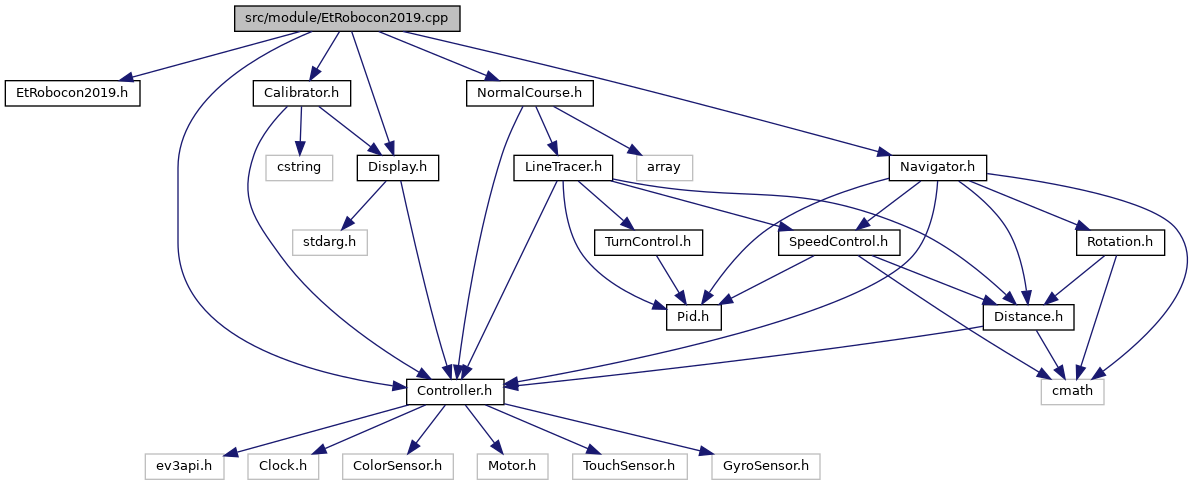 src/module/EtRobocon2019.cpp
EtRobocon2019.h
Calibrator.h
NormalCourse.h
cstring
Display.h
LineTracer.h
array
Navigator.h
stdarg.h
TurnControl.h
SpeedControl.h
Rotation.h
Pid.h
Distance.h
Controller.h
cmath
ev3api.h
Clock.h
ColorSensor.h
Motor.h
TouchSensor.h
GyroSensor.h